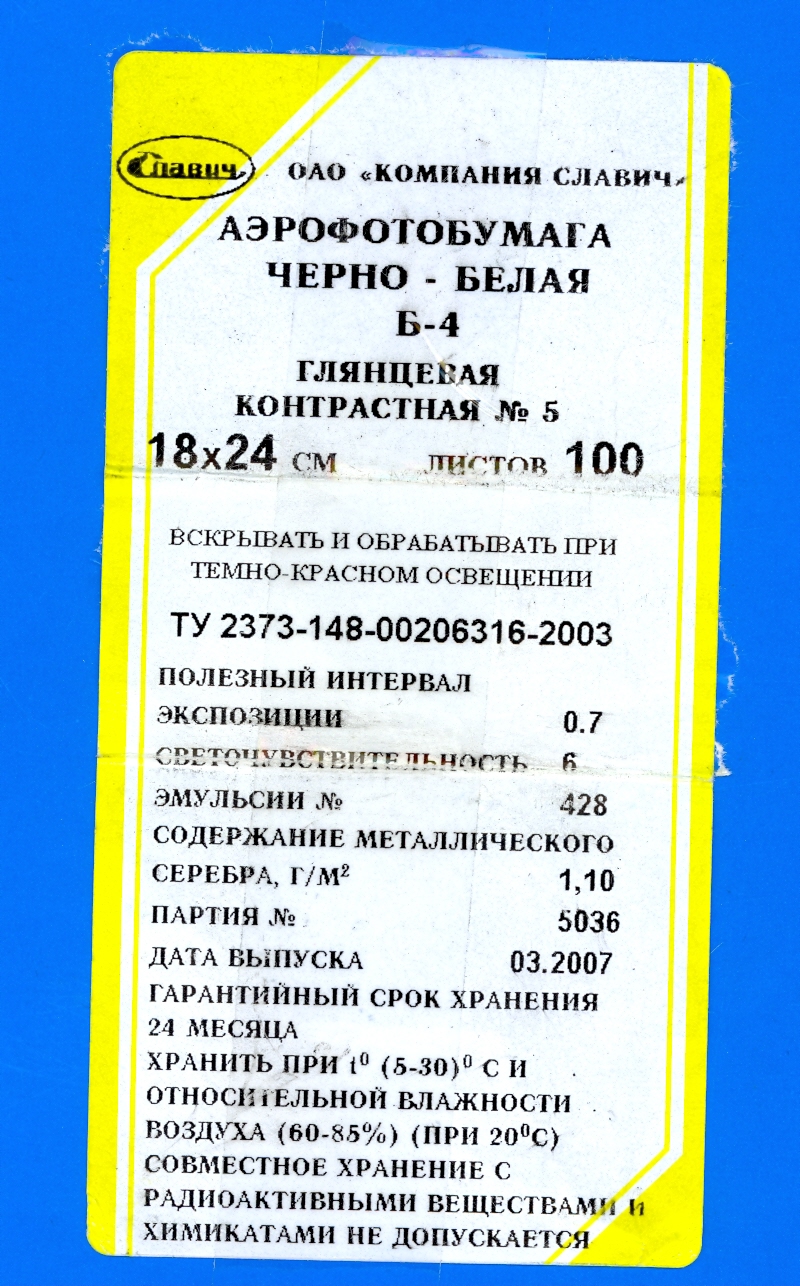 Славич
ОАО «КОМПАНИЯ СЛАВИЧ»
АЭРОФОТОБУМАГА
ЧЕРНО - БЕЛАЯ
Б-4
ГЛЯНЦЕВАЯ
КОНТРАСТНАЯ № 5
18х24 СМ ЛИСТОВ 100
ВСКРЫВАТЬ И ОБРАБАТЫВАТЬ ПРИ
ТЕМНО-КРАСНОМ ОСВЕЩЕНИИ
ТУ 2373-148-00206316-2003
ПОЛЕЗНЫЙ ИНТЕРВАЛ
ЭКСПОЗИЦИИ 0.7
СВЕТОЧУВСТВИТЕЛЬНОСТЬ 6
ЭМУЛЬСИИ № 428
СОДЕРЖАНИЕ МЕТАЛЛИЧЕСКОГО
СЕРЕБРА, Г/М² 1,10
ПАРТИЯ № 5036
ДАТА ВЫПУСКА 03.2007
ГАРАНТИЙНЫЙ СРОК ХРАНЕНИЯ
24 МЕСЯЦА
ХРАНИТЬ ПРИ t⁰ (5-30)⁰ С И
ОТНОСИТЕЛЬНОЙ ВЛАЖНОСТИ
ВОЗДУХА (60-85%) (ПРИ 20⁰С)
СОВМЕСТНОЕ ХРАНЕНИЕ С
РАДИОАКТИВНЫМИ ВЕЩЕСТВАМИ И
ХИМИКАТАМИ НЕ ДОПУСКАЕТСЯ